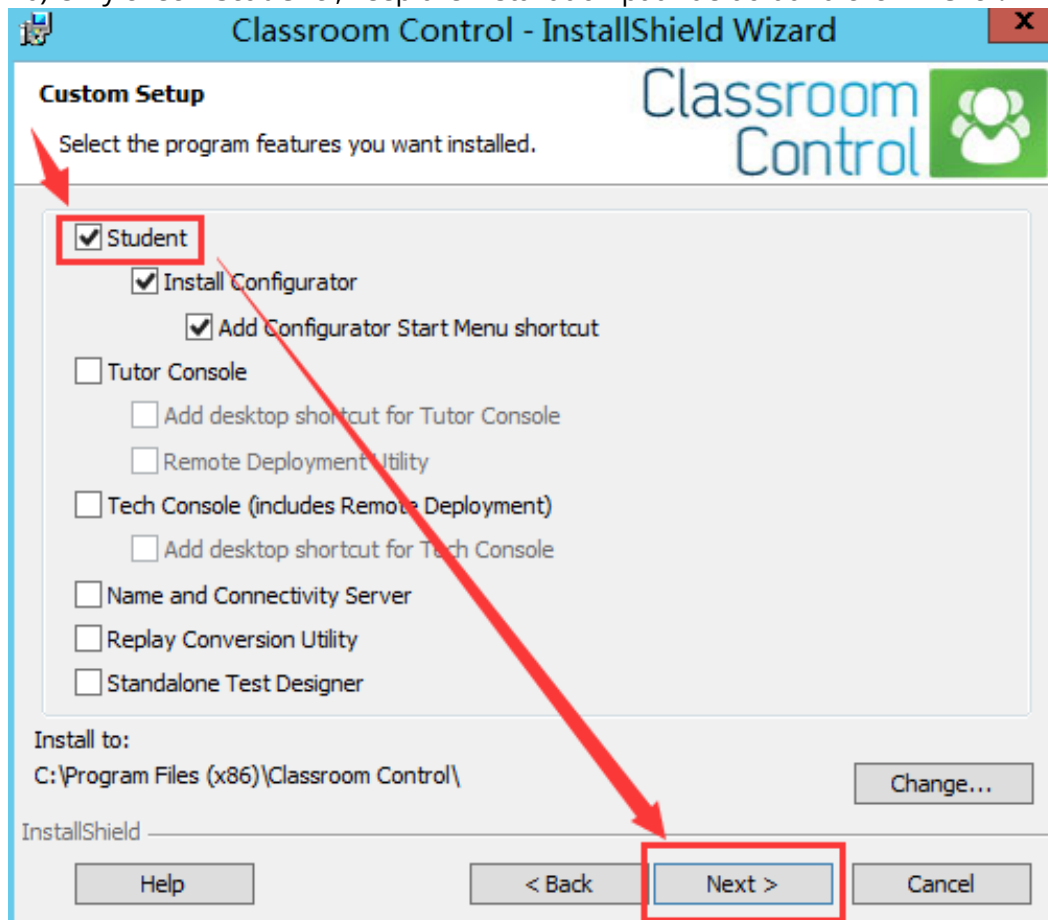 Classroom Control - InstallShield Wizard
x
Custom Setup
Select the program features you want installed.
Classroom
Control
Student
Install Configurator
Add Configurator Start Menu shortcut
Tutor Console
Add desktop shortcut for Tutor Console
Remote Deployment Utility
Tech Console (includes Remote Deployment)
Add desktop shortcut for Tech Console
Name and Connectivity Server
Replay Conversion Utility
Standalone Test Designer
Install to:
C:\Program Files (x86)\Classroom Control\
Change...
InstallShield
Help
< Back
Next >
Cancel